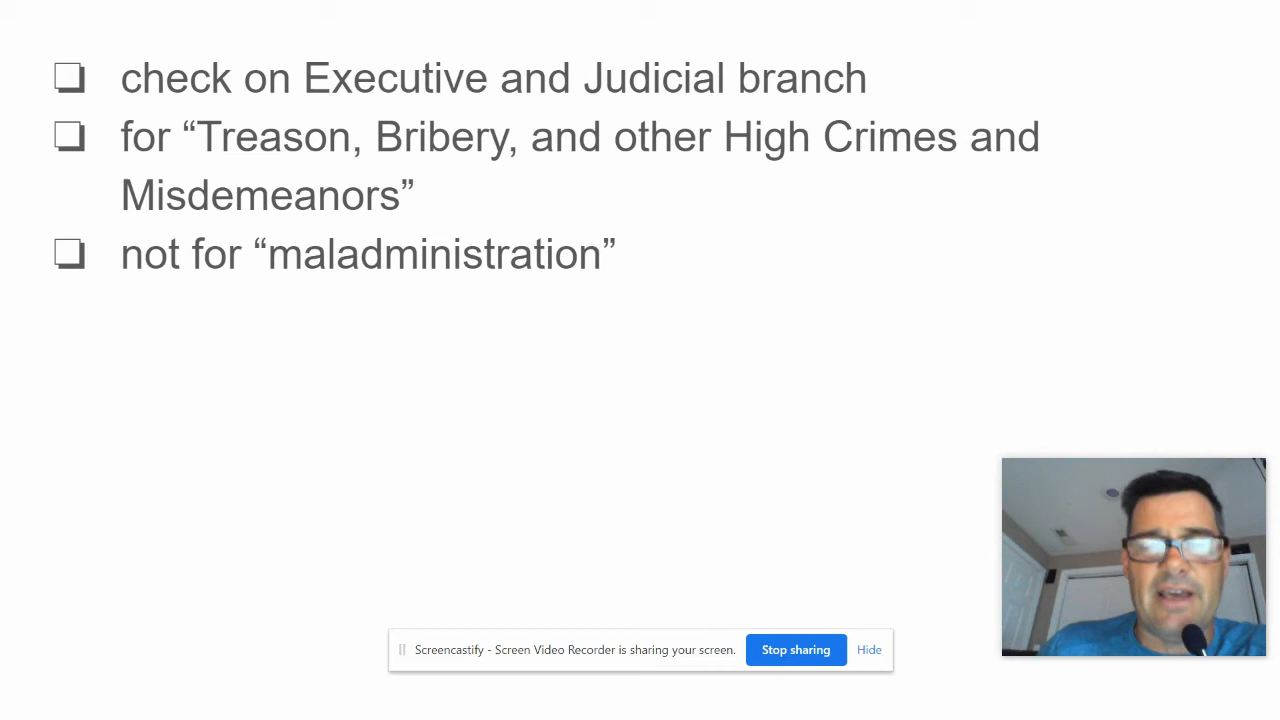 check on Executive and Judicial branch
for “Treason, Bribery, and other High Crimes and
Misdemeanors”
not for “maladministration”
Screencastify - Screen Video Recorder is sharing your screen. Stop sharing Hide